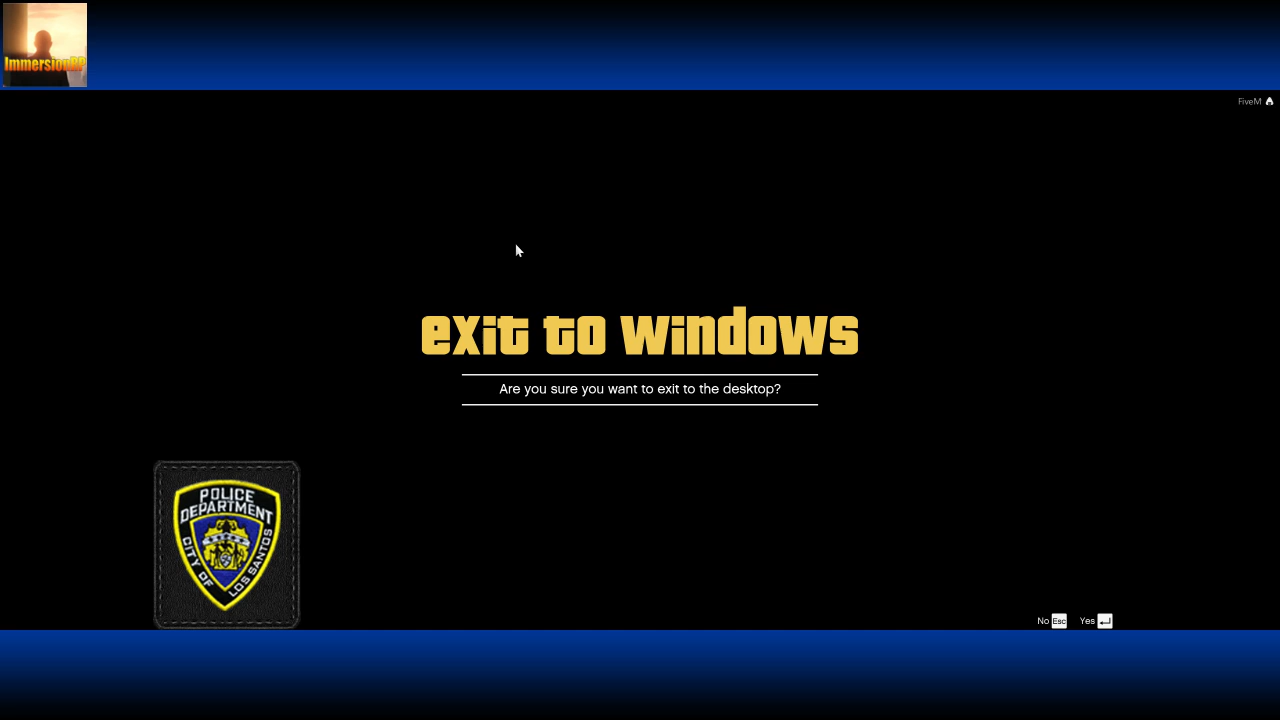 ImmersionRP
FiveM
exit to windows
Are you sure you want to exit to the desktop?
POLICE
DEPARTMENT
CITY OF
LOS SANTOS
No Esc Yes